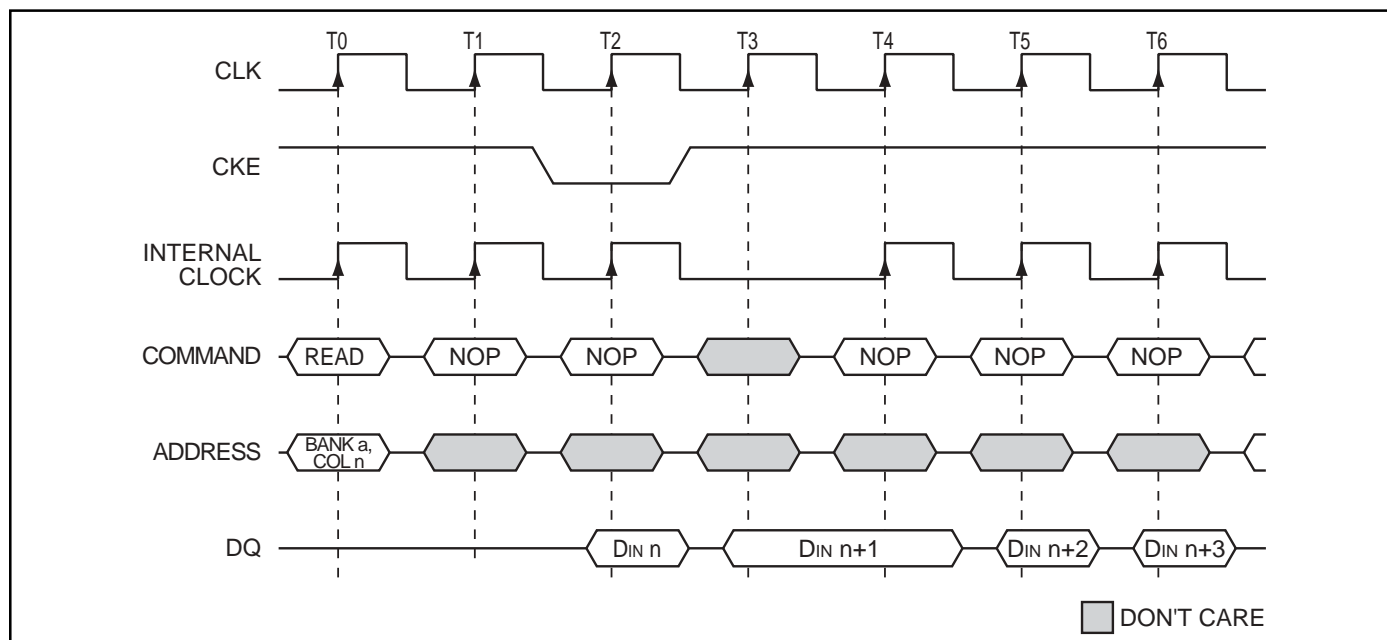 T0 T1 T2 T3 T4 T5 T6
CLK
CKE
INTERNAL
CLOCK
COMMAND READ NOP NOP NOP NOP NOP
ADDRESS BANK a,
COL n
DQ DIN n DIN n+1 DIN n+2 DIN n+3
DON'T CARE